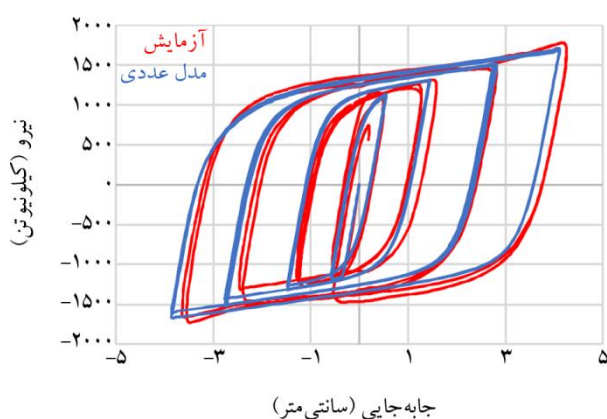 آزمایش
مدل عددی
نیرو (کیلونیوتن)
۲۰۰۰
۱۵۰۰
۱۰۰۰
۵۰۰
۰
-۵۰۰
-۱۰۰۰
-۱۵۰۰
-۲۰۰۰
-۵ -۳ -۱ ۱ ۳ ۵
جابه‌جایی (سانتی‌متر)